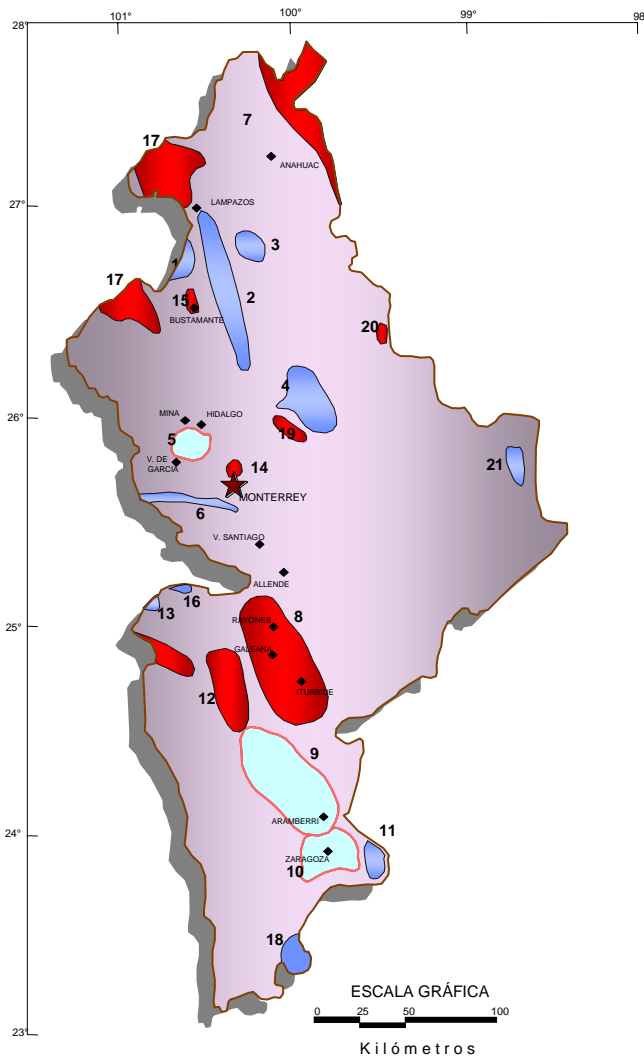 101° 100° 99° 98
28°
7
17
ANAHUAC
27° LAMPAZOS
3
1
17
2
15
BUSTAMANTE
20
4
26°
MINA HIDALGO
19
5
V. DE
GARCIA
14
21
MONTERREY
6
V. SANTIAGO
ALLENDE
16
13
25°
RAYONES
8
GALEANA
ITURBIDE
12
9
ARAMBERRI
24°
11
ZARAGOZA
10
18
ESCALA GRÁFICA
0 25 50 100
23°
Kilómetros